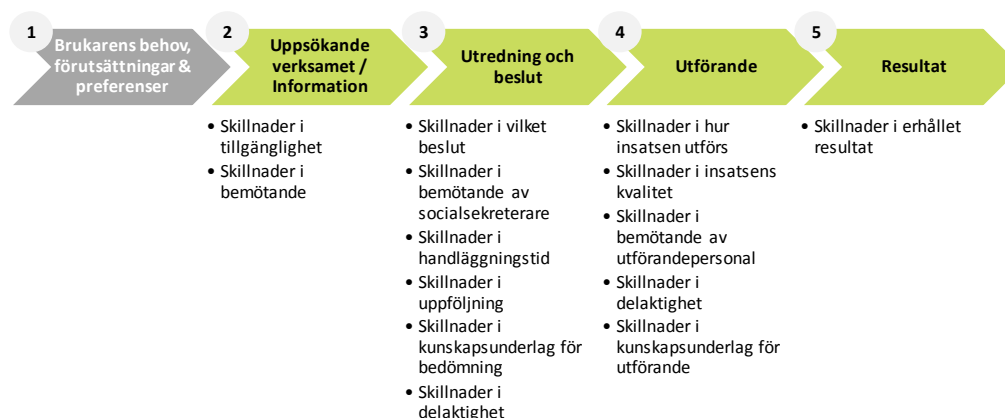 1
Brukarens behov,
förutsättningar &
preferenser
2
Uppsökande
verksamet /
Information
3
Utredning och
beslut
4
Utförande
5
Resultat
• Skillnader i
tillgänglighet
• Skillnader i
bemötande
• Skillnader i vilket
beslut
• Skillnader i
bemötande av
socialsekreterare
• Skillnader i
handläggningstid
• Skillnader i
uppföljning
• Skillnader i
kunskapsunderlag för
bedömning
• Skillnader i
delaktighet
• Skillnader i hur
insatsen utförs
• Skillnader i insatsens
kvalitet
• Skillnader i
bemötande av
utförandepersonal
• Skillnader i
delaktighet
• Skillnader i
kunskapsunderlag för
utförande
• Skillnader i erhållet
resultat